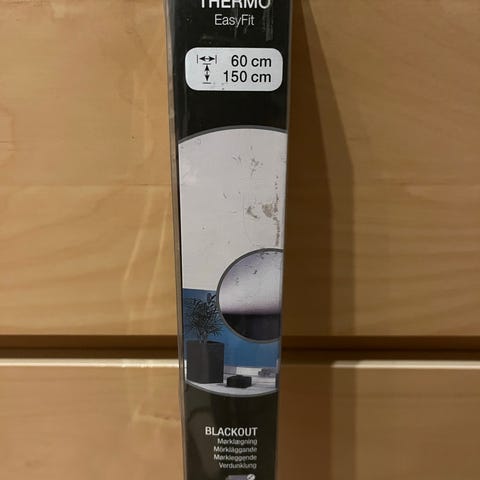 THERMO
EasyFit
60 cm
150 cm
BLACKOUT
Mørklægning
Mörkläggande
Mørkleggende
Verdunklung